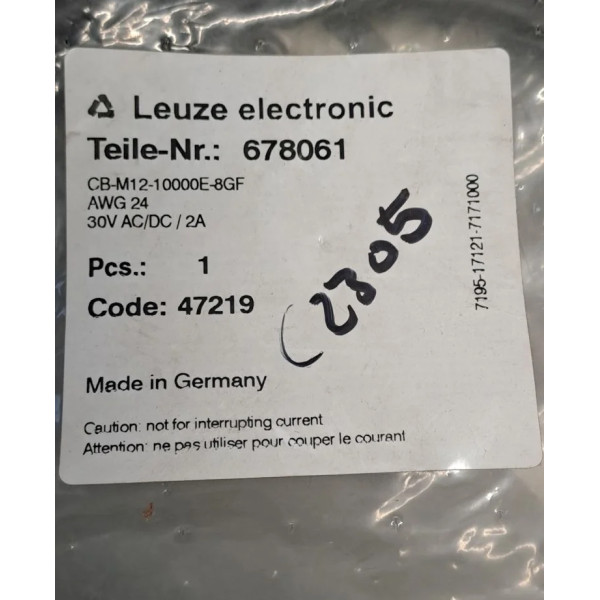 Leuze electronic
Teile-Nr.: 678061
CB-M12-10000E-8GF
AWG 24
30V AC/DC / 2A
Pcs.: 1
Code: 47219
(2305
7195-17121-7171000
Made in Germany
Caution: not for interrupting current
Attention: ne pas utiliser pour couper le courant